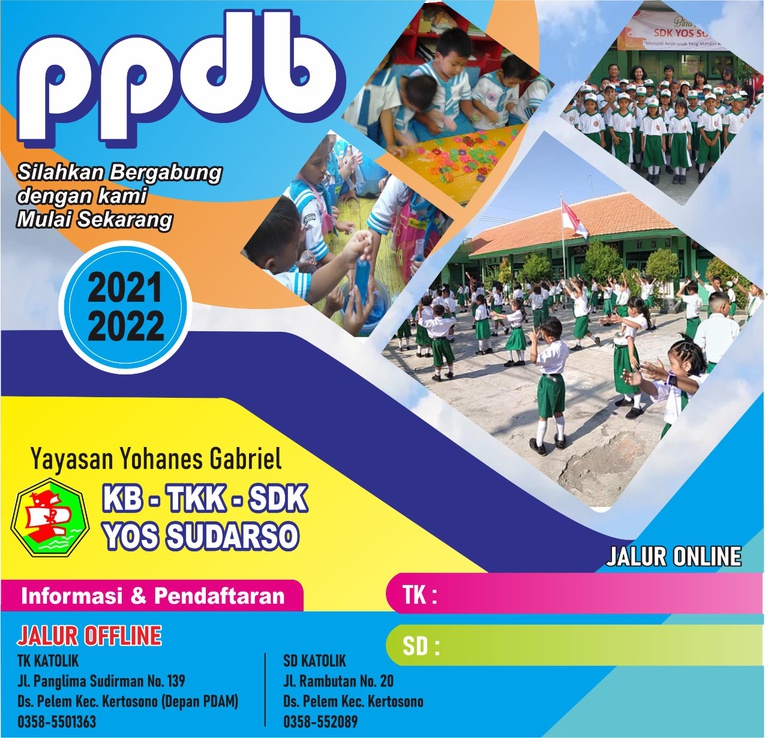 ppdb
Silahkan Bergabung
dengan kami
Mulai Sekarang
2021
2022
SDK YOS SU
Yayasan Yohanes Gabriel
KB - TKK - SDK
YOS SUDARSO
JALUR ONLINE
Informasi & Pendaftaran
TK :
SD :
JALUR OFFLINE
TK KATOLIK
Jl. Panglima Sudirman No. 139
Ds. Pelem Kec. Kertosono (Depan PDAM)
0358-5501363
SD KATOLIK
Jl. Rambutan No. 20
Ds. Pelem Kec. Kertosono
0358-552089